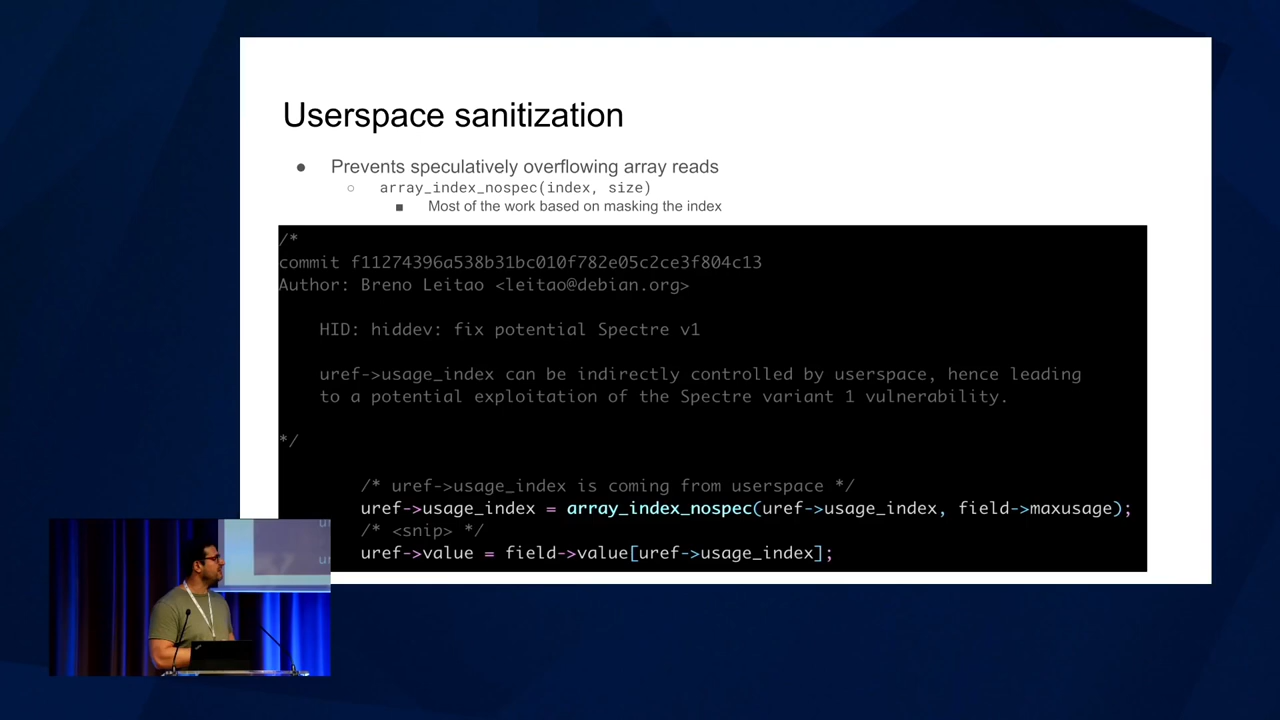 Userspace sanitization
● Prevents speculatively overflowing array reads
○ array_index_nospec(index, size)
■ Most of the work based on masking the index
/*
commit f11274396a538b31bc010f782e05c2ce3f804c13
Author: Breno Leitao <leitao@debian.org>
HID: hiddev: fix potential Spectre v1
uref->usage_index can be indirectly controlled by userspace, hence leading
to a potential exploitation of the Spectre variant 1 vulnerability.
*/
/* uref->usage_index is coming from userspace */
uref->usage_index = array_index_nospec(uref->usage_index, field->maxusage);
/* <snip> */
uref->value = field->value[uref->usage_index];